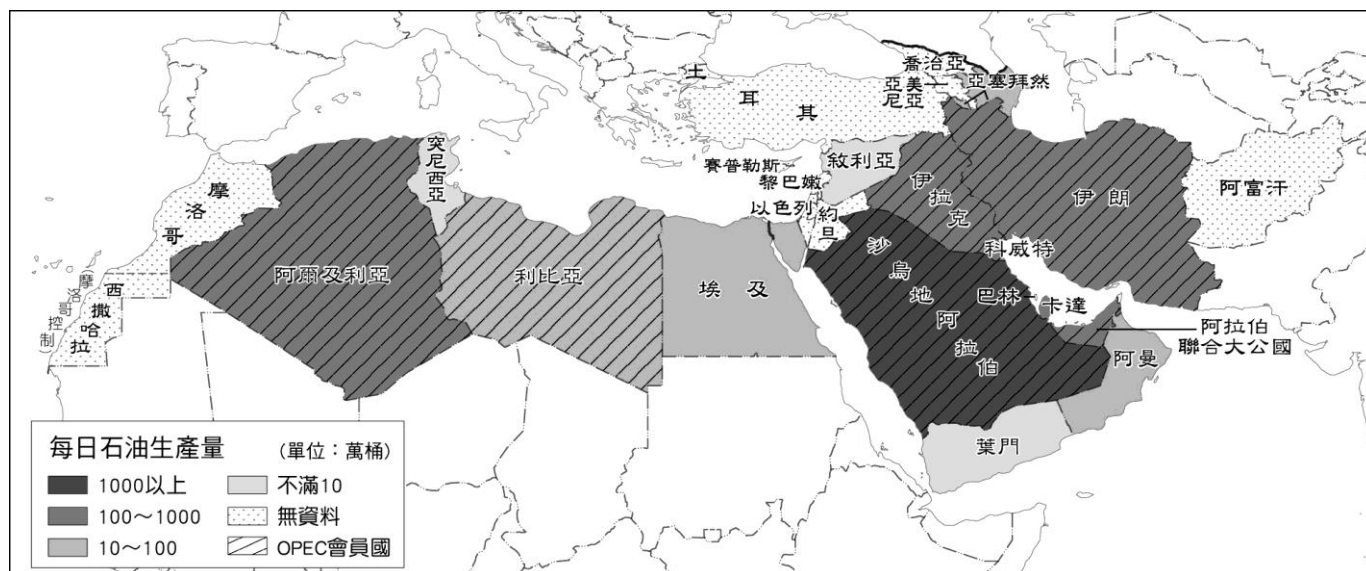 喬治亞
亞美尼亞
亞塞拜然
土耳其
突尼西亞
賽普勒斯
敘利亞
黎巴嫩
以色列
約旦
伊拉克
伊朗
阿富汗
摩洛哥
阿爾及利亞
利比亞
埃及
沙烏地阿拉伯
科威特
巴林
卡達
阿拉伯
聯合大公國
阿曼
葉門
西撒哈拉
(摩洛哥控制)
每日石油生產量 (單位：萬桶)
1000以上
不滿10
100～1000
無資料
10～100
OPEC會員國